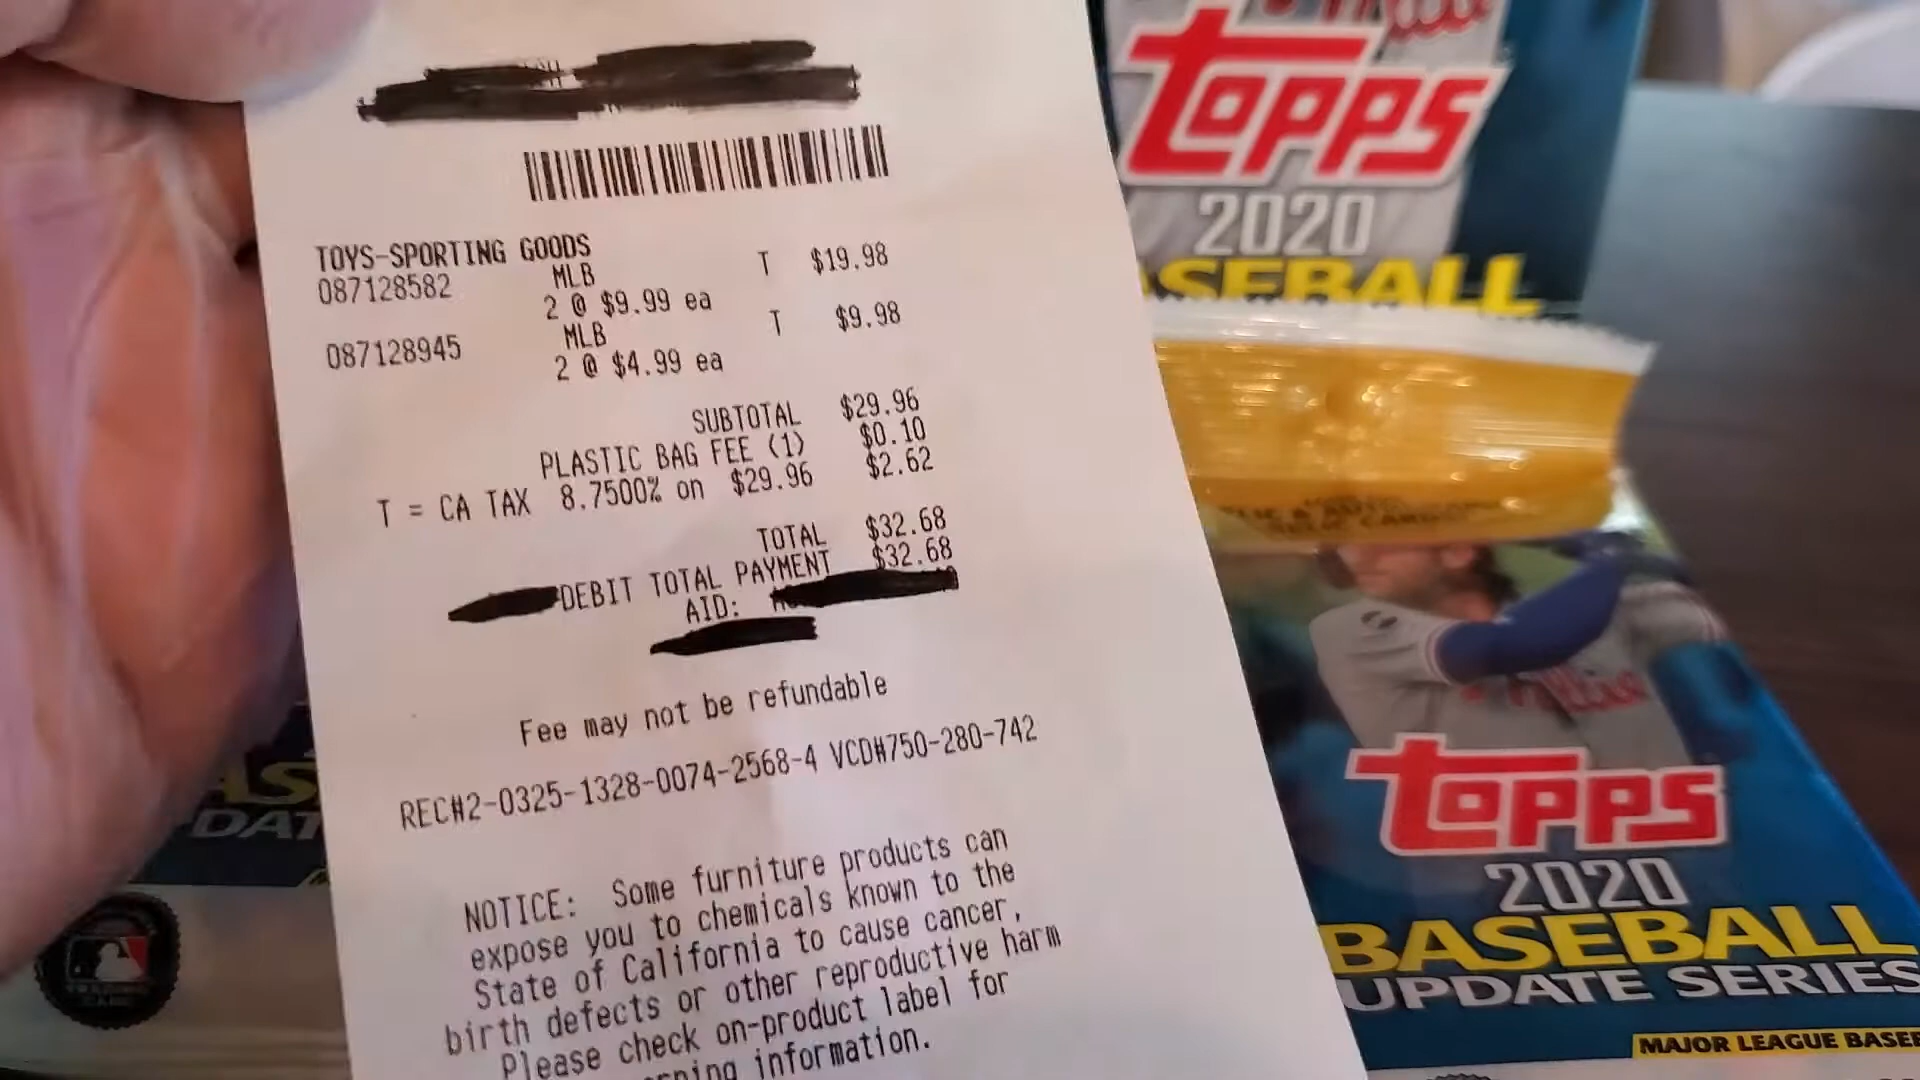 TOYS-SPORTING GOODS
087128582 MLB T $19.98
2 @ $9.99 ea
087128945 MLB T $9.98
2 @ $4.99 ea
SUBTOTAL $29.96
PLASTIC BAG FEE (1) $0.10
T = CA TAX 8.7500% on $29.96 $2.62
TOTAL $32.68
DEBIT TOTAL PAYMENT $32.68
AID:
Fee may not be refundable
REC#2-0325-1328-0074-2568-4 VCD#750-280-742
NOTICE: Some furniture products can
expose you to chemicals known to the
State of California to cause cancer,
birth defects or other reproductive harm
Please check on-product label for
information.
TOPPS
2020
BASEBALL
Phillies
TOPPS
2020
BASEBALL
UPDATE SERIES
MAJOR LEAGUE BASE